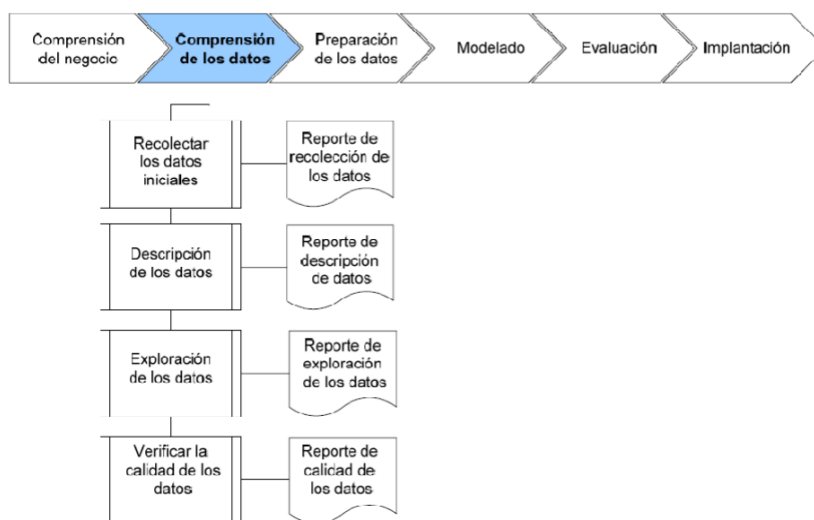 Comprensión
del negocio
Comprensión
de los datos
Preparación
de los datos
Modelado
Evaluación
Implantación
Recolectar
los datos
iniciales
Reporte de
recolección de
los datos
Descripción
de los datos
Reporte de
descripción
de datos
Exploración
de los datos
Reporte de
exploración
de los datos
Verificar la
calidad de los
datos
Reporte de
calidad de
los datos